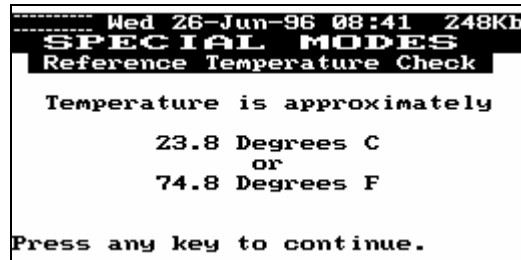 Wed 26-Jun-96 08:41 248Kb
SPECIAL MODES
Reference Temperature Check
Temperature is approximately
23.8 Degrees C
or
74.8 Degrees F
Press any key to continue.